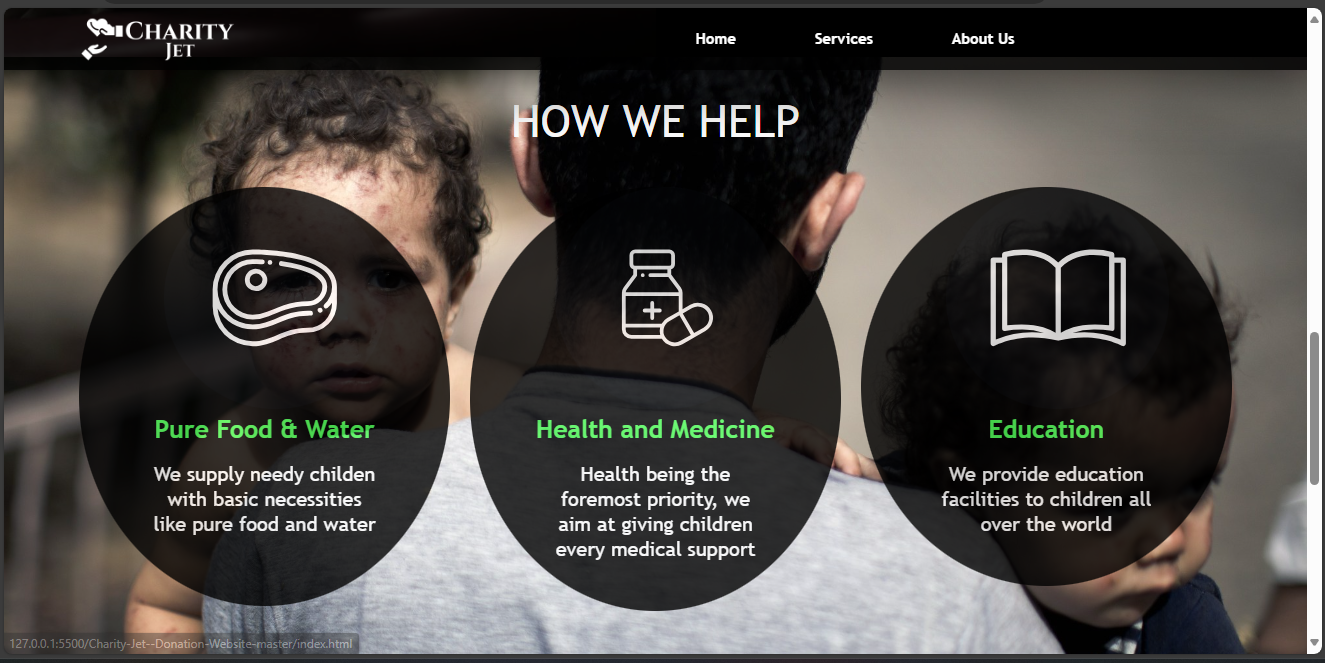 CHARITY
JET
Home
Services
About Us
HOW WE HELP
Pure Food & Water
We supply needy childen
with basic necessities
like pure food and water
Health and Medicine
Health being the
foremost priority, we
aim at giving children
every medical support
Education
We provide education
facilities to children all
over the world
127.0.0.1:5500/Charity-Jet--Donation-Website-master/index.html